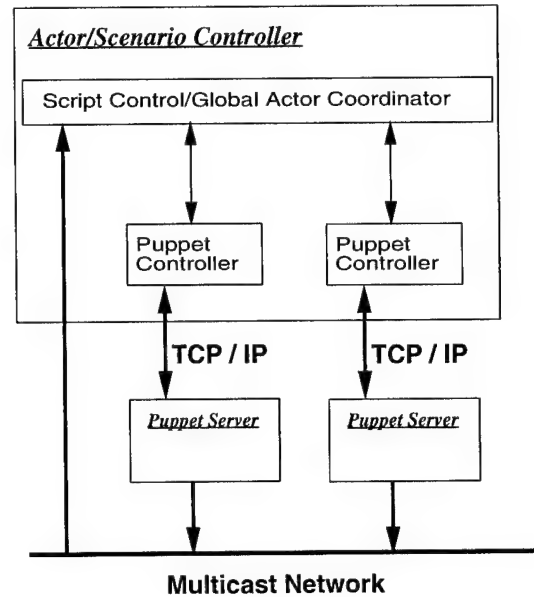 Actor/Scenario Controller
Script Control/Global Actor Coordinator
Puppet Controller
Puppet Controller
TCP / IP
TCP / IP
Puppet Server
Puppet Server
Multicast Network